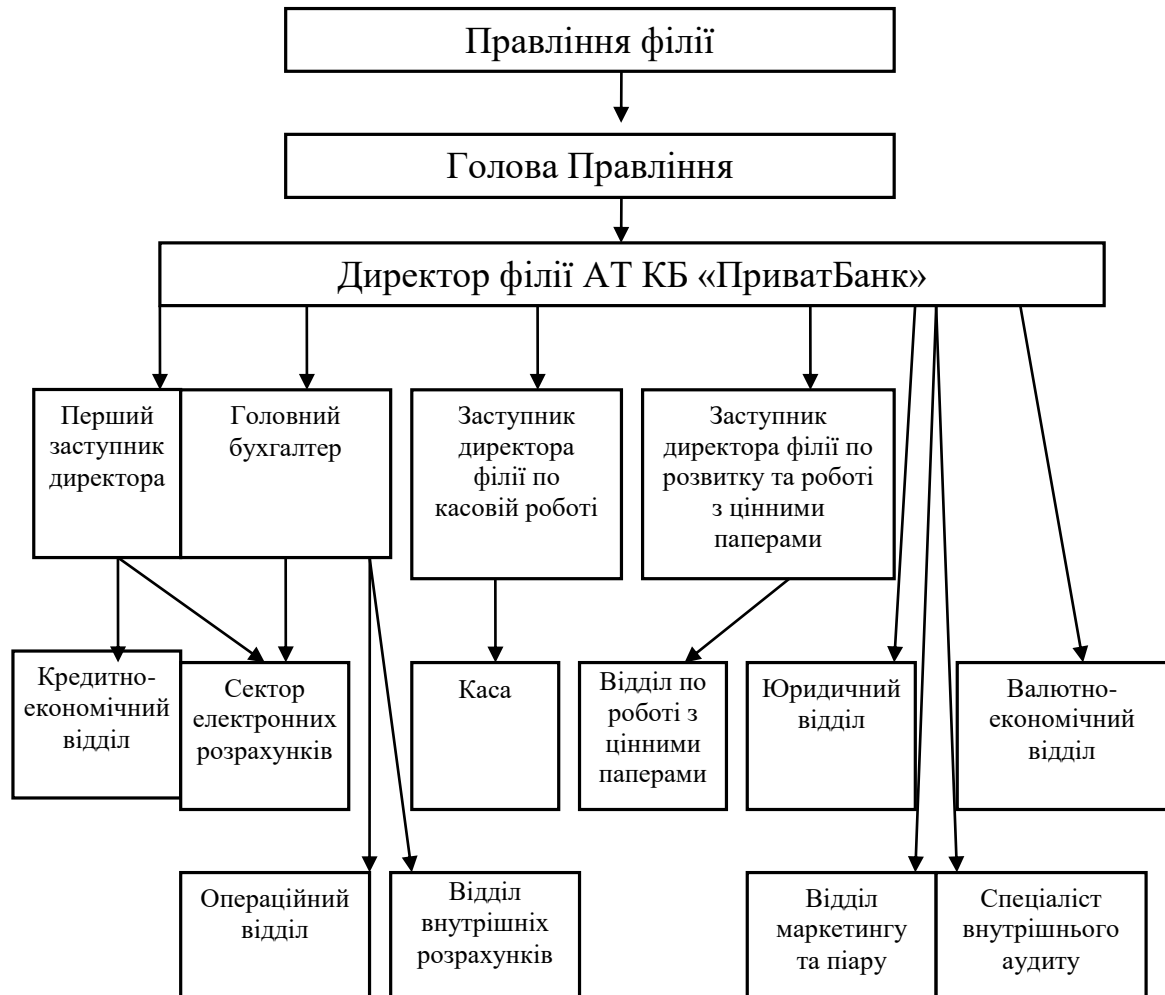 Правління філії
Голова Правління
Директор філії АТ КБ «ПриватБанк»
Перший
заступник
директора
Головний
бухгалтер
Заступник
директора
філії по
касовій роботі
Заступник
директора філії по
розвитку та роботі
з цінними
паперами
Кредитно-
економічний
відділ
Сектор
електронних
розрахунків
Каса
Відділ по
роботі з
цінними
паперами
Юридичний
відділ
Валютно-
економічний
відділ
Операційний
відділ
Відділ
внутрішніх
розрахунків
Відділ
маркетингу
та піару
Спеціаліст
внутрішнього
аудиту